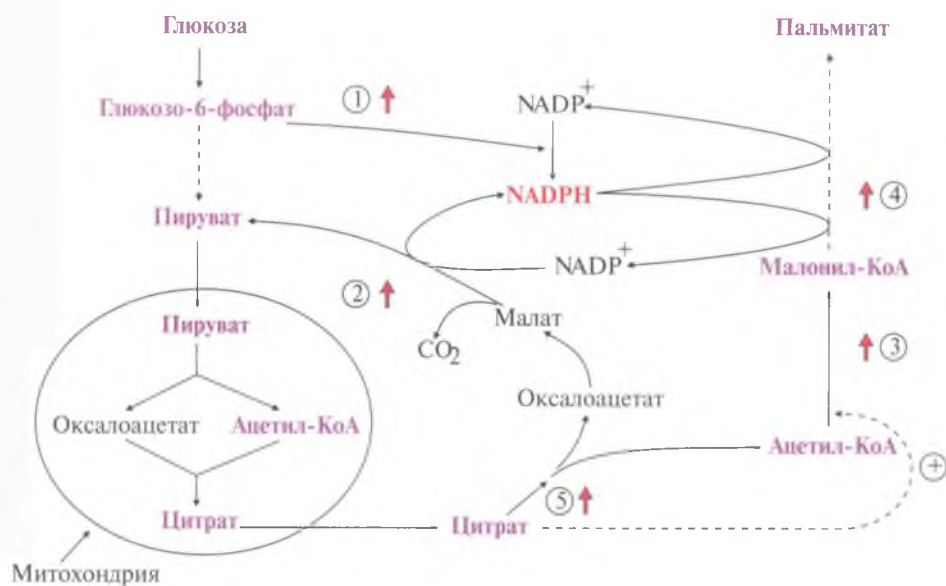 Глюкоза
Пальмитат
Глюкозо-6-фосфат
① 
NADP+
NADPH
④
Пируват
NADP+
Малонил-КоА
②
Малат
CO2
Пируват
③
Оксалоацетат
Оксалоацетат
Ацетил-КоА
Ацетил-КоА
+
⑤
Цитрат
Цитрат
Митохондрия